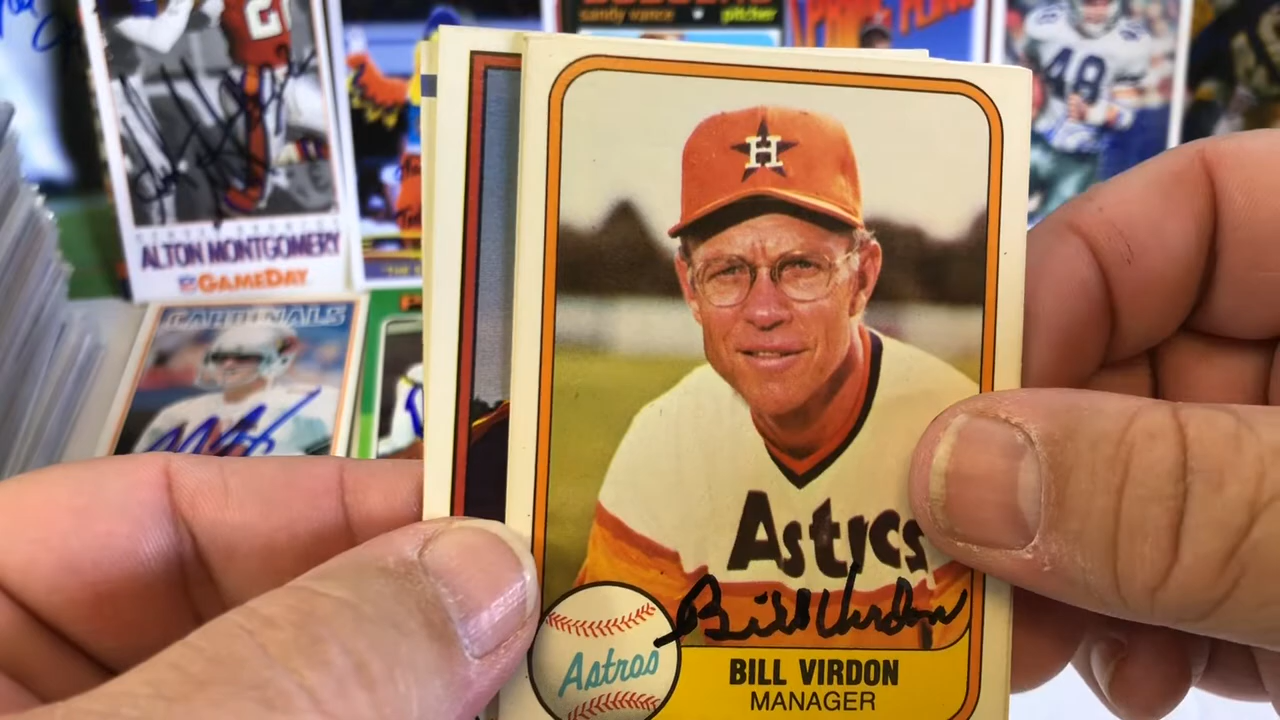 sandy vance pitcher
ALTON MONTGOMERY
GAMEDAY
CARDINALS
48
H
Astros
Bill Virdon
Astros
BILL VIRDON
MANAGER